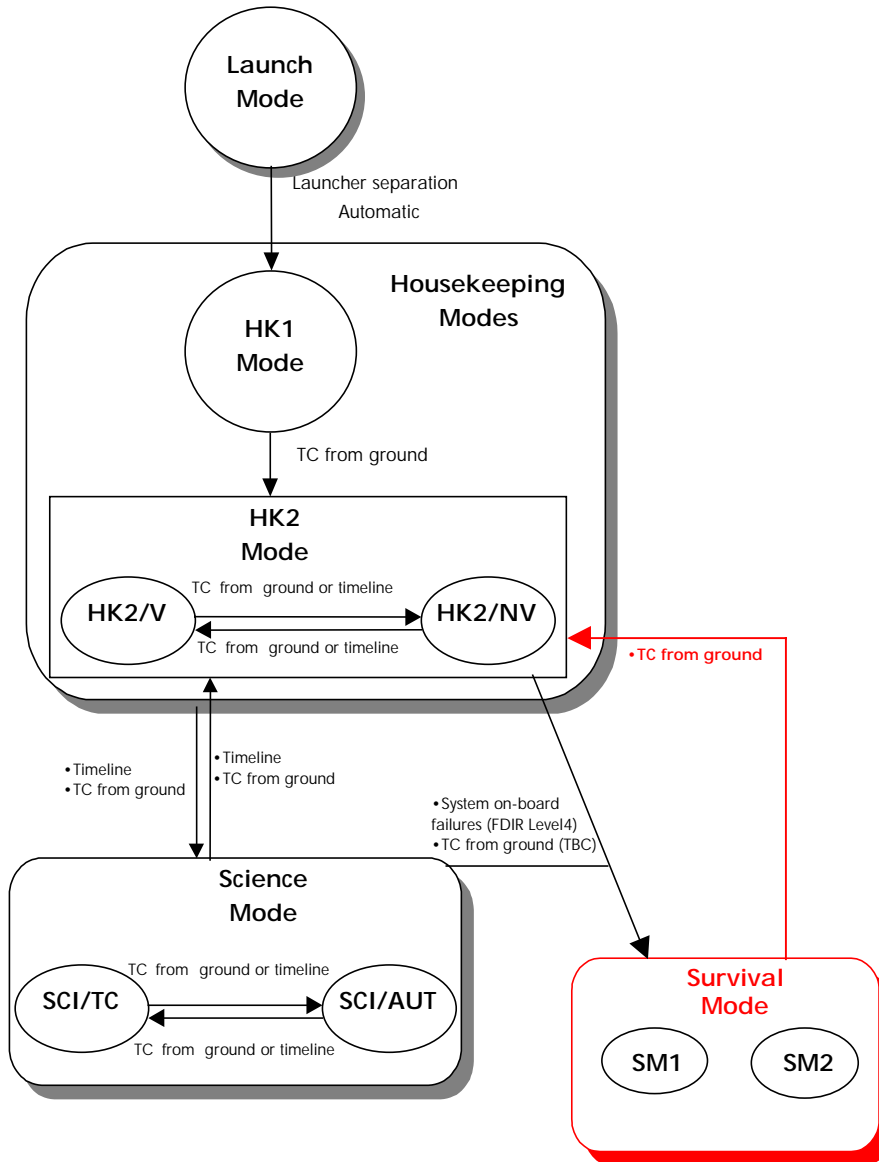 Launch
Mode
Launcher separation
Automatic
Housekeeping
Modes
HK1
Mode
TC from ground
HK2
Mode
TC from ground or timeline
HK2/V
HK2/NV
TC from ground or timeline
•TC from ground
•Timeline
•TC from ground
•Timeline
•TC from ground
•System on-board
failures (FDIR Level4)
•TC from ground (TBC)
Science
Mode
TC from ground or timeline
SCI/TC
SCI/AUT
TC from ground or timeline
Survival
Mode
SM1
SM2